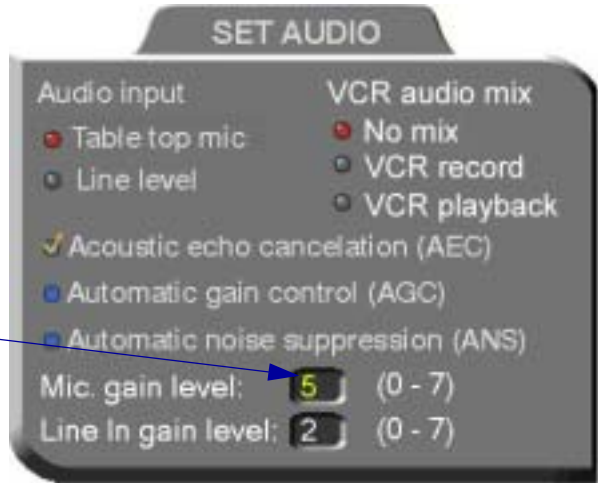 SET AUDIO
Audio input
Table top mic
Line level
VCR audio mix
No mix
VCR record
VCR playback
Acoustic echo cancelation (AEC)
Automatic gain control (AGC)
Automatic noise suppression (ANS)
Mic. gain level: 5 (0 - 7)
Line In gain level: 2 (0 - 7)